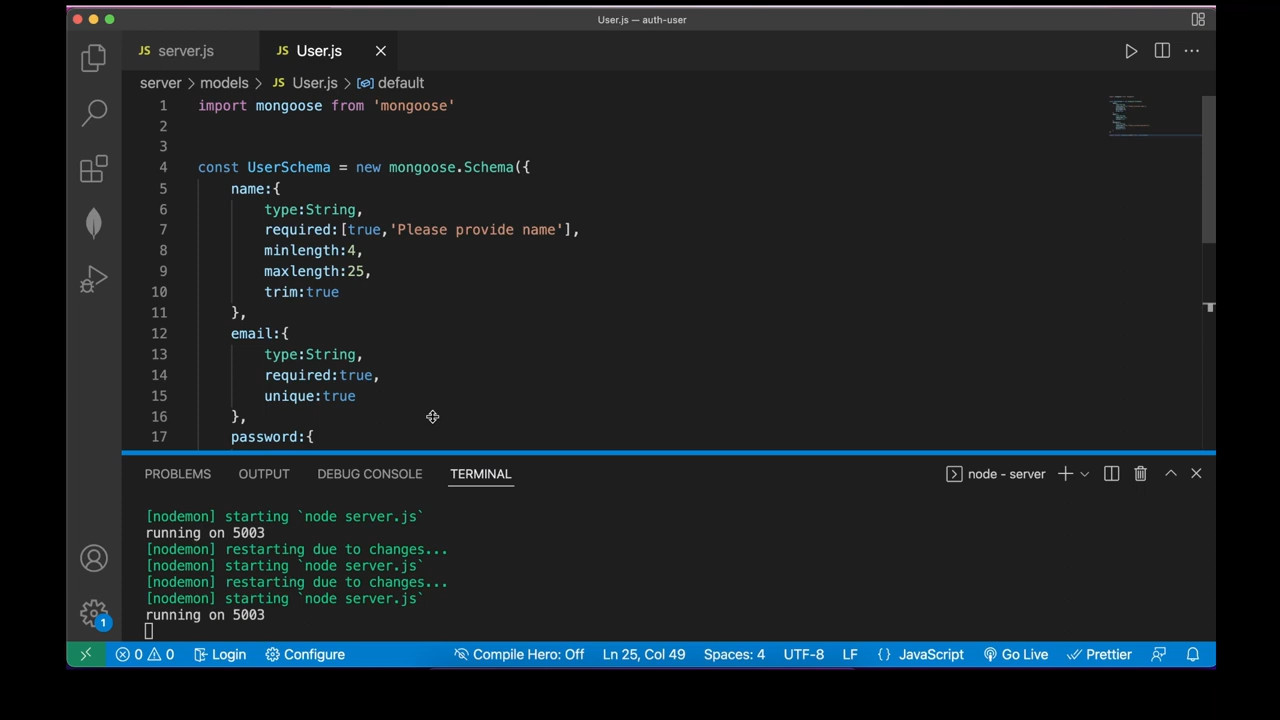 User.js — auth-user
JS server.js JS User.js
server > models > JS User.js > default
1 import mongoose from 'mongoose'
2
3
4 const UserSchema = new mongoose.Schema({
5 name:{
6 type:String,
7 required:[true,'Please provide name'],
8 minlength:4,
9 maxlength:25,
10 trim:true
11 },
12 email:{
13 type:String,
14 required:true,
15 unique:true
16 },
17 password:{
PROBLEMS OUTPUT DEBUG CONSOLE TERMINAL node - server
[nodemon] starting `node server.js`
running on 5003
[nodemon] restarting due to changes...
[nodemon] starting `node server.js`
[nodemon] restarting due to changes...
[nodemon] starting `node server.js`
running on 5003
1
0 0 Login Configure Compile Hero: Off Ln 25, Col 49 Spaces: 4 UTF-8 LF {} JavaScript Go Live Prettier